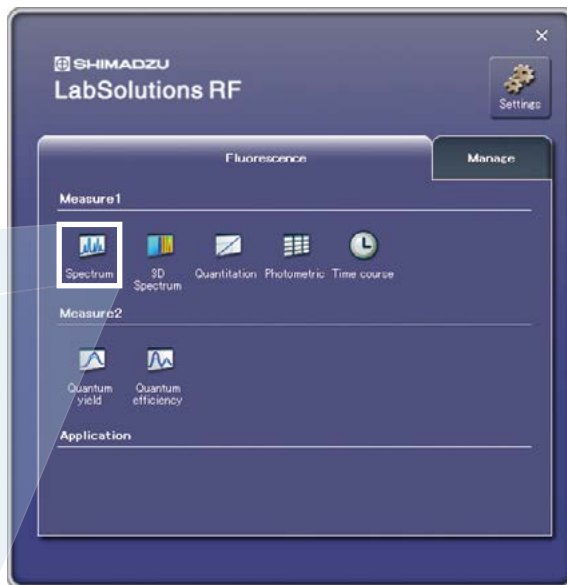 SHIMADZU
LabSolutions RF
Settings
Fluorescence
Manage
Measure1
Spectrum
3D
Spectrum
Quantitation
Photometric
Time course
Measure2
Quantum
yield
Quantum
efficiency
Application